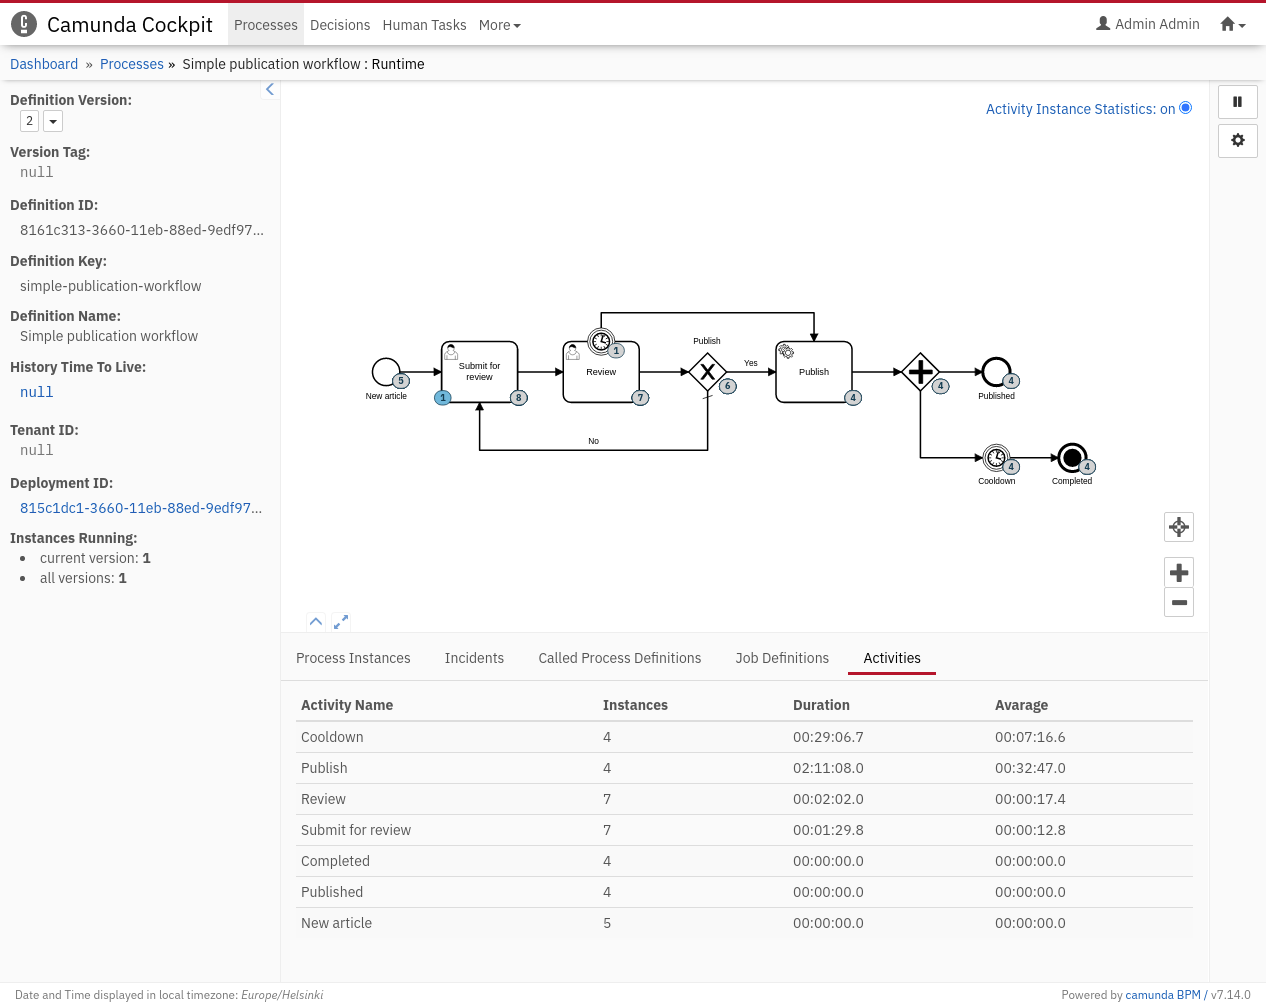 Camunda Cockpit Processes Decisions Human Tasks More Admin Admin
Dashboard » Processes » Simple publication workflow : Runtime
Definition Version:
2
Version Tag:
null
Definition ID:
8161c313-3660-11eb-88ed-9edf97...
Definition Key:
simple-publication-workflow
Definition Name:
Simple publication workflow
History Time To Live:
null
Tenant ID:
null
Deployment ID:
815c1dc1-3660-11eb-88ed-9edf97...
Instances Running:
current version: 1
all versions: 1
Activity Instance Statistics: on
New article
5
Submit for
review
1
8
Review
1
7
Publish
6
Yes
No
Publish
4
4
Published
4
Cooldown
4
Completed
4
Process Instances Incidents Called Process Definitions Job Definitions Activities
Activity Name Instances Duration Avarage
Cooldown 4 00:29:06.7 00:07:16.6
Publish 4 02:11:08.0 00:32:47.0
Review 7 00:02:02.0 00:00:17.4
Submit for review 7 00:01:29.8 00:00:12.8
Completed 4 00:00:00.0 00:00:00.0
Published 4 00:00:00.0 00:00:00.0
New article 5 00:00:00.0 00:00:00.0
Date and Time displayed in local timezone: Europe/Helsinki
Powered by camunda BPM / v7.14.0